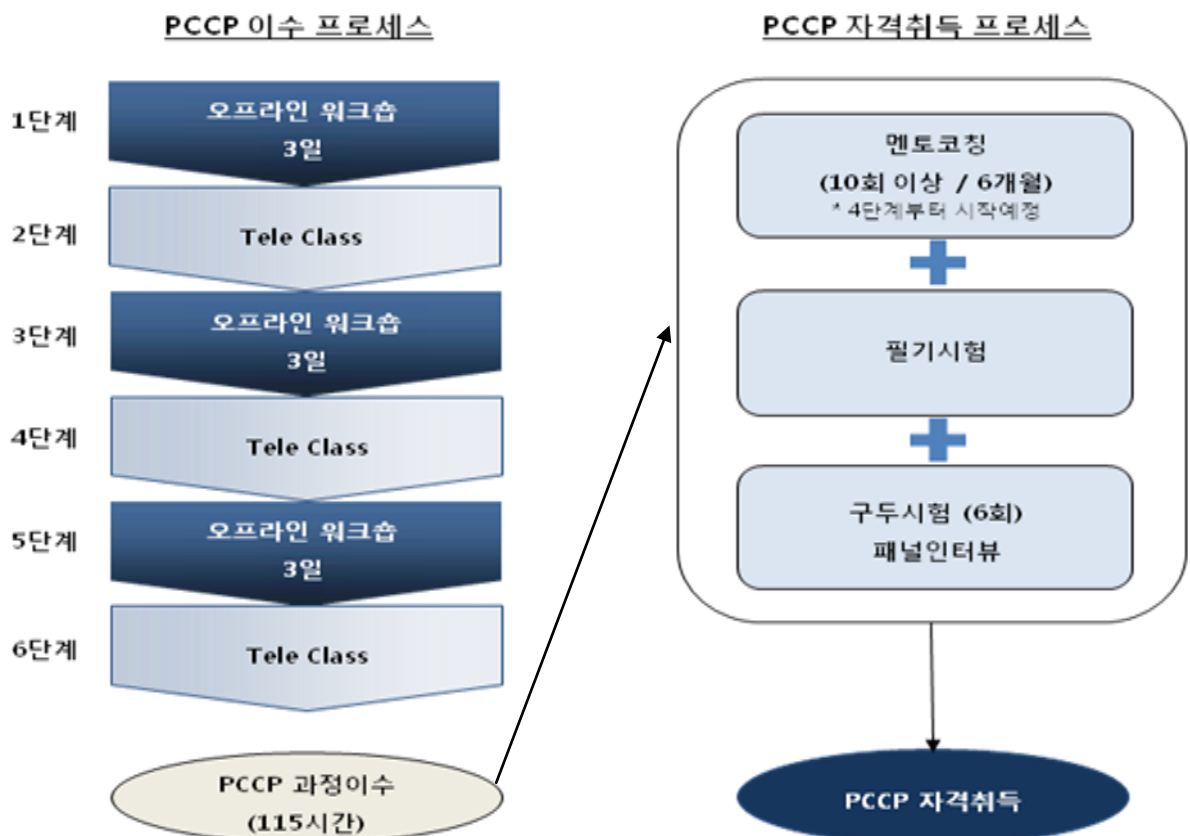 PCCP 이수 프로세스
1단계
오프라인 워크숍
3일
2단계
Tele Class
3단계
오프라인 워크숍
3일
4단계
Tele Class
5단계
오프라인 워크숍
3일
6단계
Tele Class
PCCP 과정이수
(115시간)
PCCP 자격취득 프로세스
멘토코칭
(10회 이상 / 6개월)
* 4단계부터 시작예정
필기시험
구두시험 (6회)
패널인터뷰
PCCP 자격취득